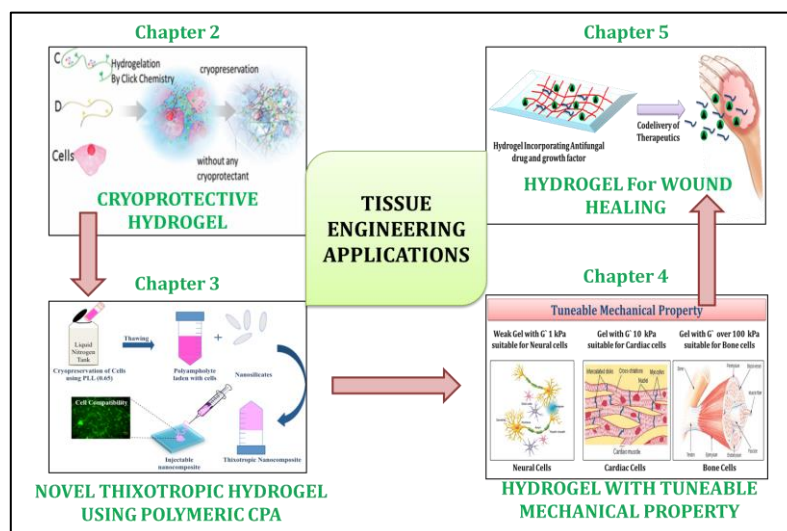 Chapter 2
C
Hydrogelation
By Click Chemistry
cryopreservation
D
Cells
without any
cryoprotectant
CRYOPROTECTIVE
HYDROGEL
TISSUE
ENGINEERING
APPLICATIONS
Chapter 5
Hydrogel Incorporating Antifungal
drug and growth factor
Codelivery of
Therapeutics
HYDROGEL For WOUND
HEALING
Chapter 3
Liquid
Nitrogen
Tank
Thawing
+
Cryopreservation of Cells
using PLL (0.65)
Polyampholyte
laden with cells
Nanosilicates
Cell Compatibility
Injectable
nanocomposite
Thixotropic Nanocomposite
NOVEL THIXOTROPIC HYDROGEL
USING POLYMERIC CPA
Chapter 4
Tuneable Mechanical Property
Weak Gel with G' 1 kPa
suitable for Neural cells
Gel with G' 10 kPa
suitable for Cardiac cells
Gel with G' over 100 kPa
suitable for Bone cells
Nuclei
Cardiac muscle
Neural Cells
Cardiac Cells
Bone Cells
HYDROGEL WITH TUNEABLE
MECHANICAL PROPERTY